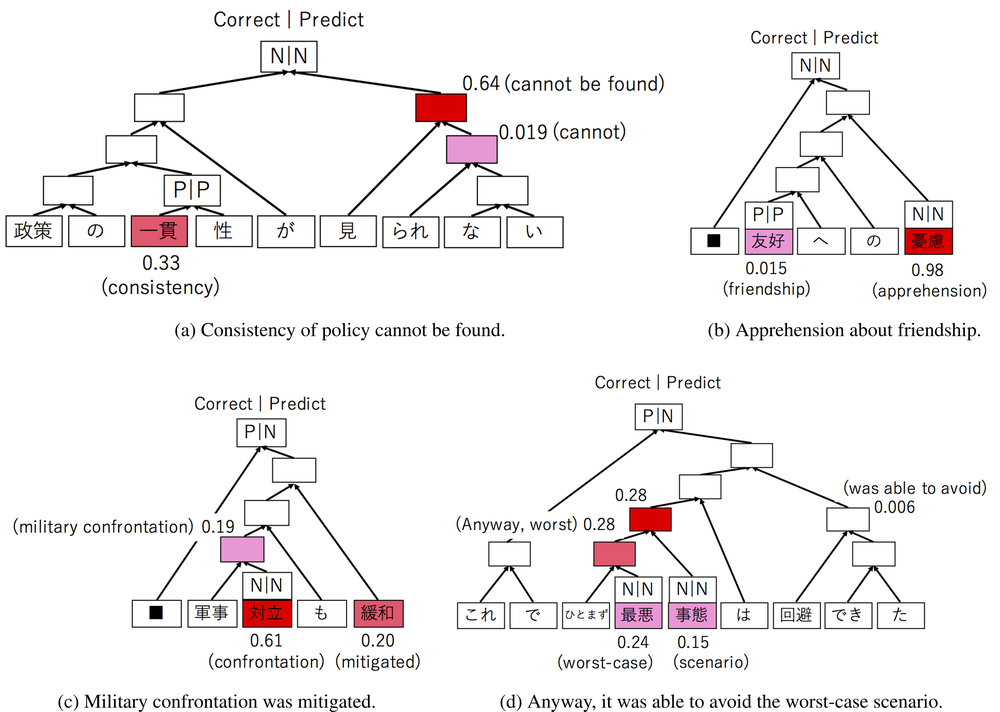 Correct | Predict
N|N
0.64 (cannot be found)
0.019 (cannot)
P|P
政策 の 一貫 性 が 見 られ な い
0.33
(consistency)
(a) Consistency of policy cannot be found.
Correct | Predict
N|N
P|P N|N
■ 友好 へ の 憂慮
0.015 0.98
(friendship) (apprehension)
(b) Apprehension about friendship.
Correct | Predict
P|N
(military confrontation) 0.19
N|N
■ 軍事 対立 も 緩和
0.61 0.20
(confrontation) (mitigated)
(c) Military confrontation was mitigated.
Correct | Predict
P|N
(was able to avoid)
0.28 0.006
(Anyway, worst) 0.28
N|N N|N
これ で ひとまず 最悪 事態 は 回避 でき た
0.24 0.15
(worst-case) (scenario)
(d) Anyway, it was able to avoid the worst-case scenario.